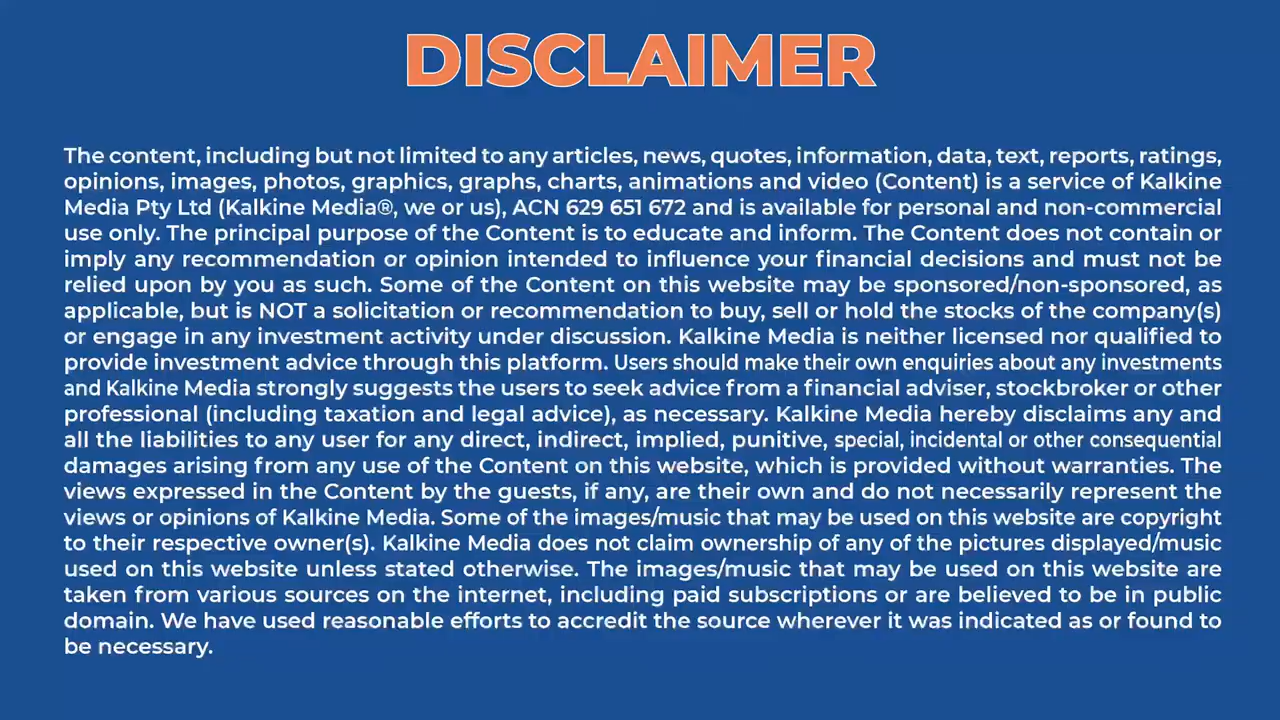 DISCLAIMER
The content, including but not limited to any articles, news, quotes, information, data, text, reports, ratings,
opinions, images, photos, graphics, graphs, charts, animations and video (Content) is a service of Kalkine
Media Pty Ltd (Kalkine Media®, we or us), ACN 629 651 672 and is available for personal and non-commercial
use only. The principal purpose of the Content is to educate and inform. The Content does not contain or
imply any recommendation or opinion intended to influence your financial decisions and must not be
relied upon by you as such. Some of the Content on this website may be sponsored/non-sponsored, as
applicable, but is NOT a solicitation or recommendation to buy, sell or hold the stocks of the company(s)
or engage in any investment activity under discussion. Kalkine Media is neither licensed nor qualified to
provide investment advice through this platform. Users should make their own enquiries about any investments
and Kalkine Media strongly suggests the users to seek advice from a financial adviser, stockbroker or other
professional (including taxation and legal advice), as necessary. Kalkine Media hereby disclaims any and
all the liabilities to any user for any direct, indirect, implied, punitive, special, incidental or other consequential
damages arising from any use of the Content on this website, which is provided without warranties. The
views expressed in the Content by the guests, if any, are their own and do not necessarily represent the
views or opinions of Kalkine Media. Some of the images/music that may be used on this website are copyright
to their respective owner(s). Kalkine Media does not claim ownership of any of the pictures displayed/music
used on this website unless stated otherwise. The images/music that may be used on this website are
taken from various sources on the internet, including paid subscriptions or are believed to be in public
domain. We have used reasonable efforts to accredit the source wherever it was indicated as or found to
be necessary.